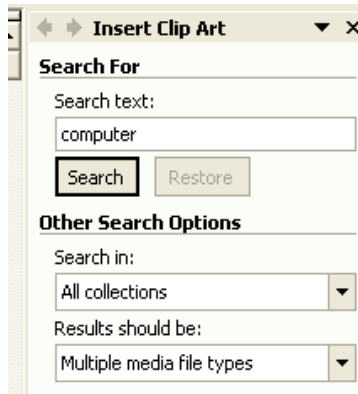 Insert Clip Art
Search For
Search text:
computer
Search Restore
Other Search Options
Search in:
All collections
Results should be:
Multiple media file types